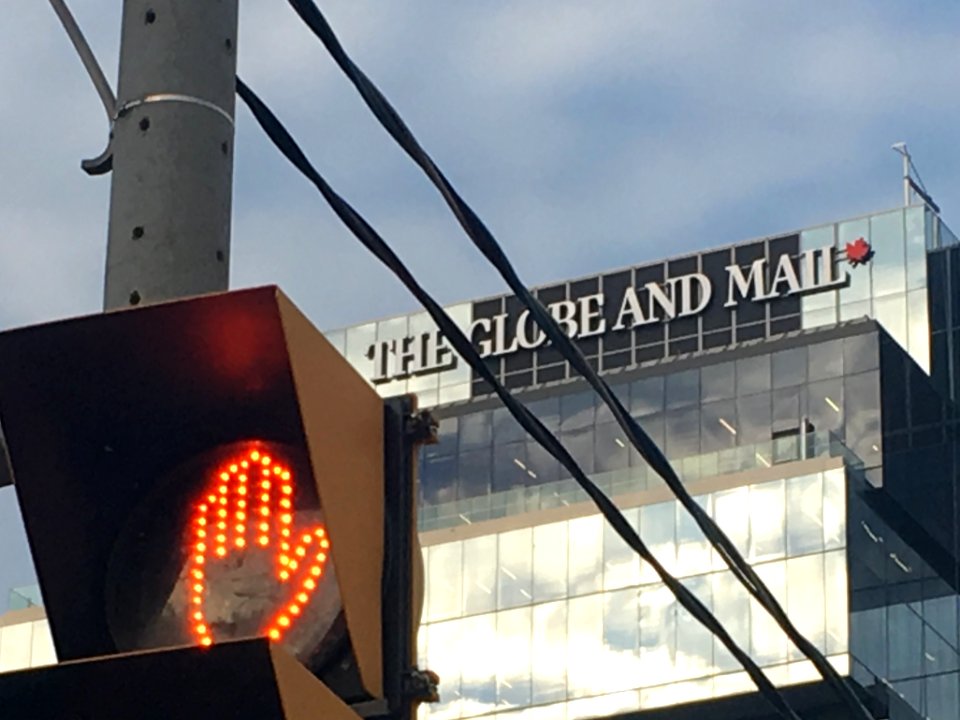 THE GLOBE AND MAIL